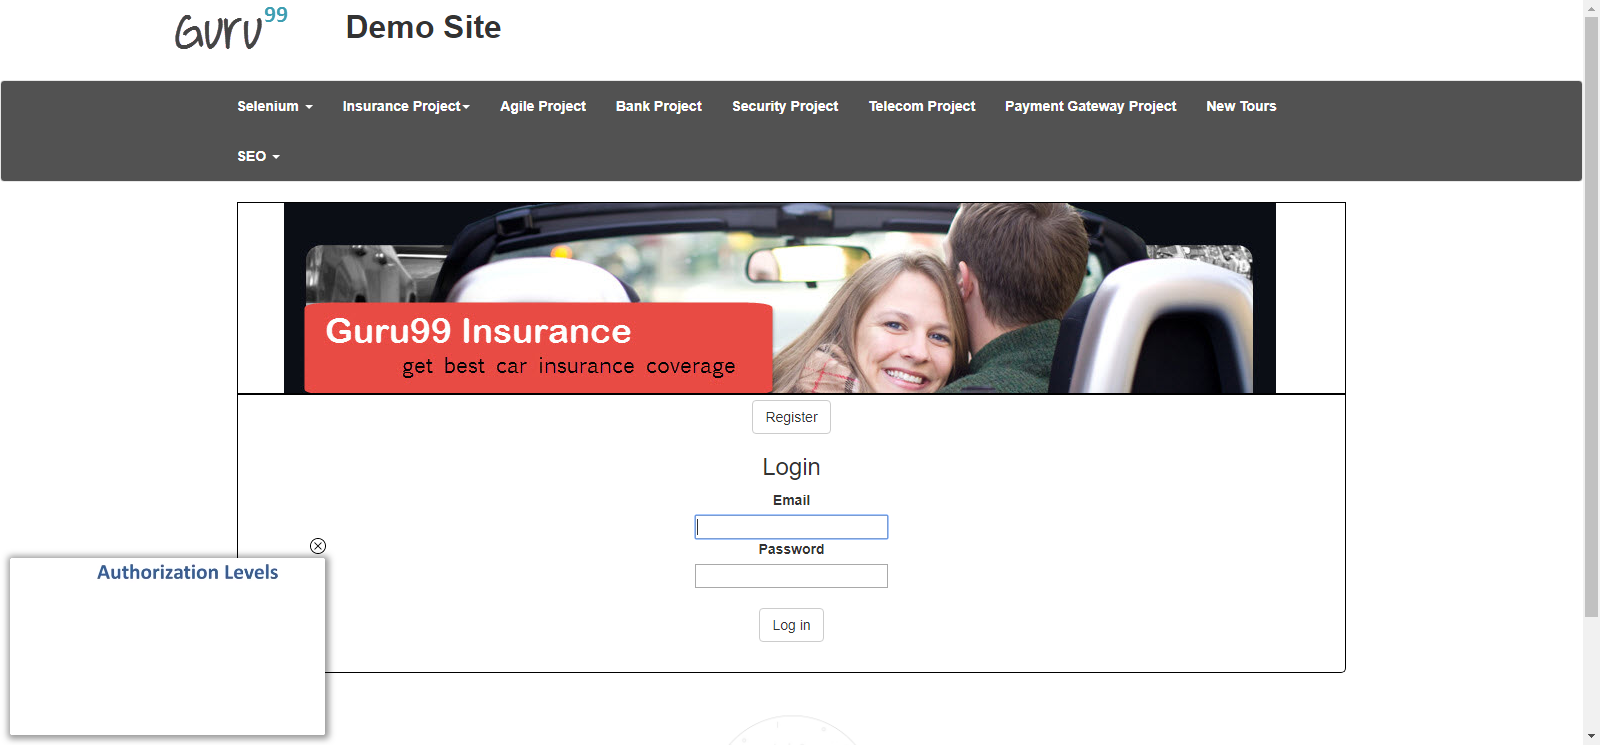 Guru99
Demo Site
Selenium
Insurance Project
Agile Project
Bank Project
Security Project
Telecom Project
Payment Gateway Project
New Tours
SEO
Guru99 Insurance
get best car insurance coverage
Register
Login
Email
Password
Log in
Authorization Levels